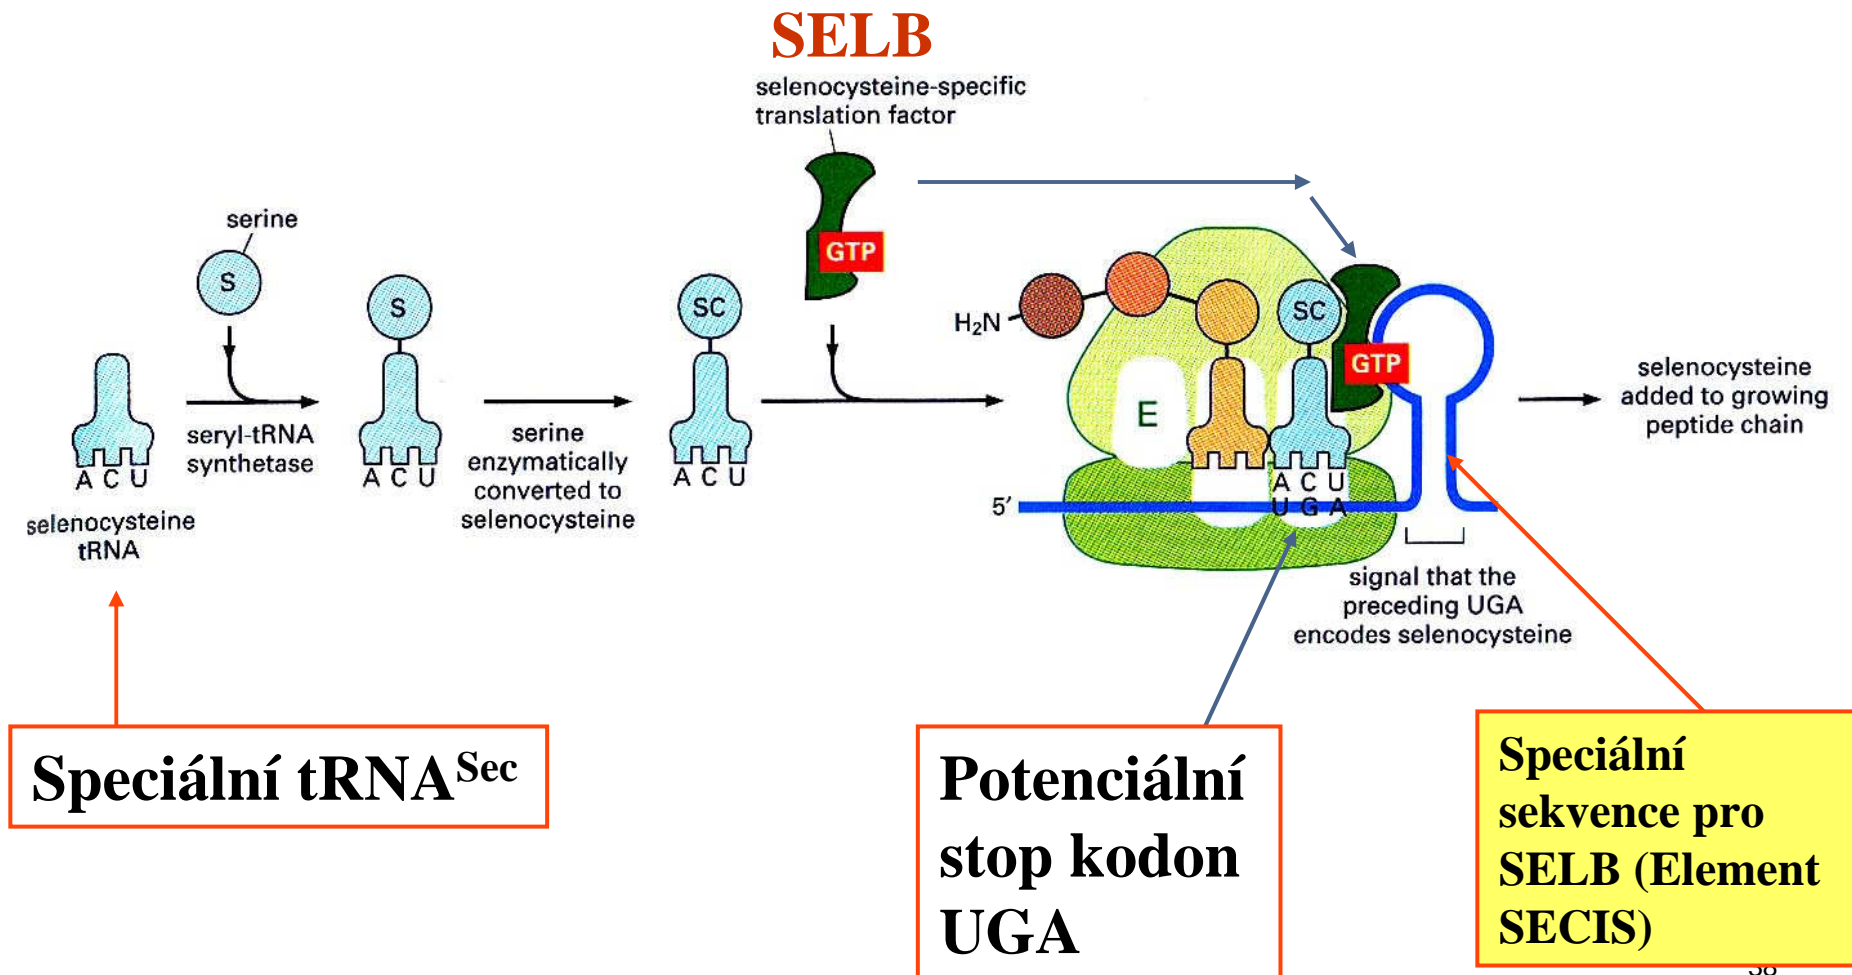 SELB
selenocysteine-specific
translation factor
GTP
serine
S
S
SC
A C U
selenocysteine
tRNA
seryl-tRNA
synthetase
A C U
serine
enzymatically
converted to
selenocysteine
A C U
H₂N
SC
GTP
E
A C U
U G A
5′
signal that the
preceding UGA
encodes selenocysteine
selenocysteine
added to growing
peptide chain
Speciální tRNA^Sec
Potenciální
stop kodon
UGA
Speciální
sekvence pro
SELB (Element
SECIS)